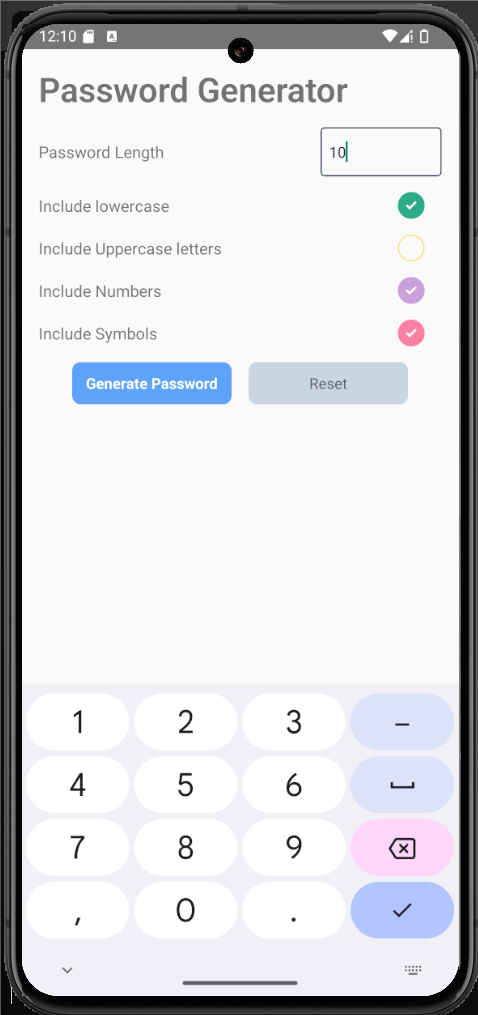 12:10
Password Generator
Password Length 10
Include lowercase
Include Uppercase letters
Include Numbers
Include Symbols
Generate Password Reset
1 2 3 –
4 5 6
7 8 9
, 0 .